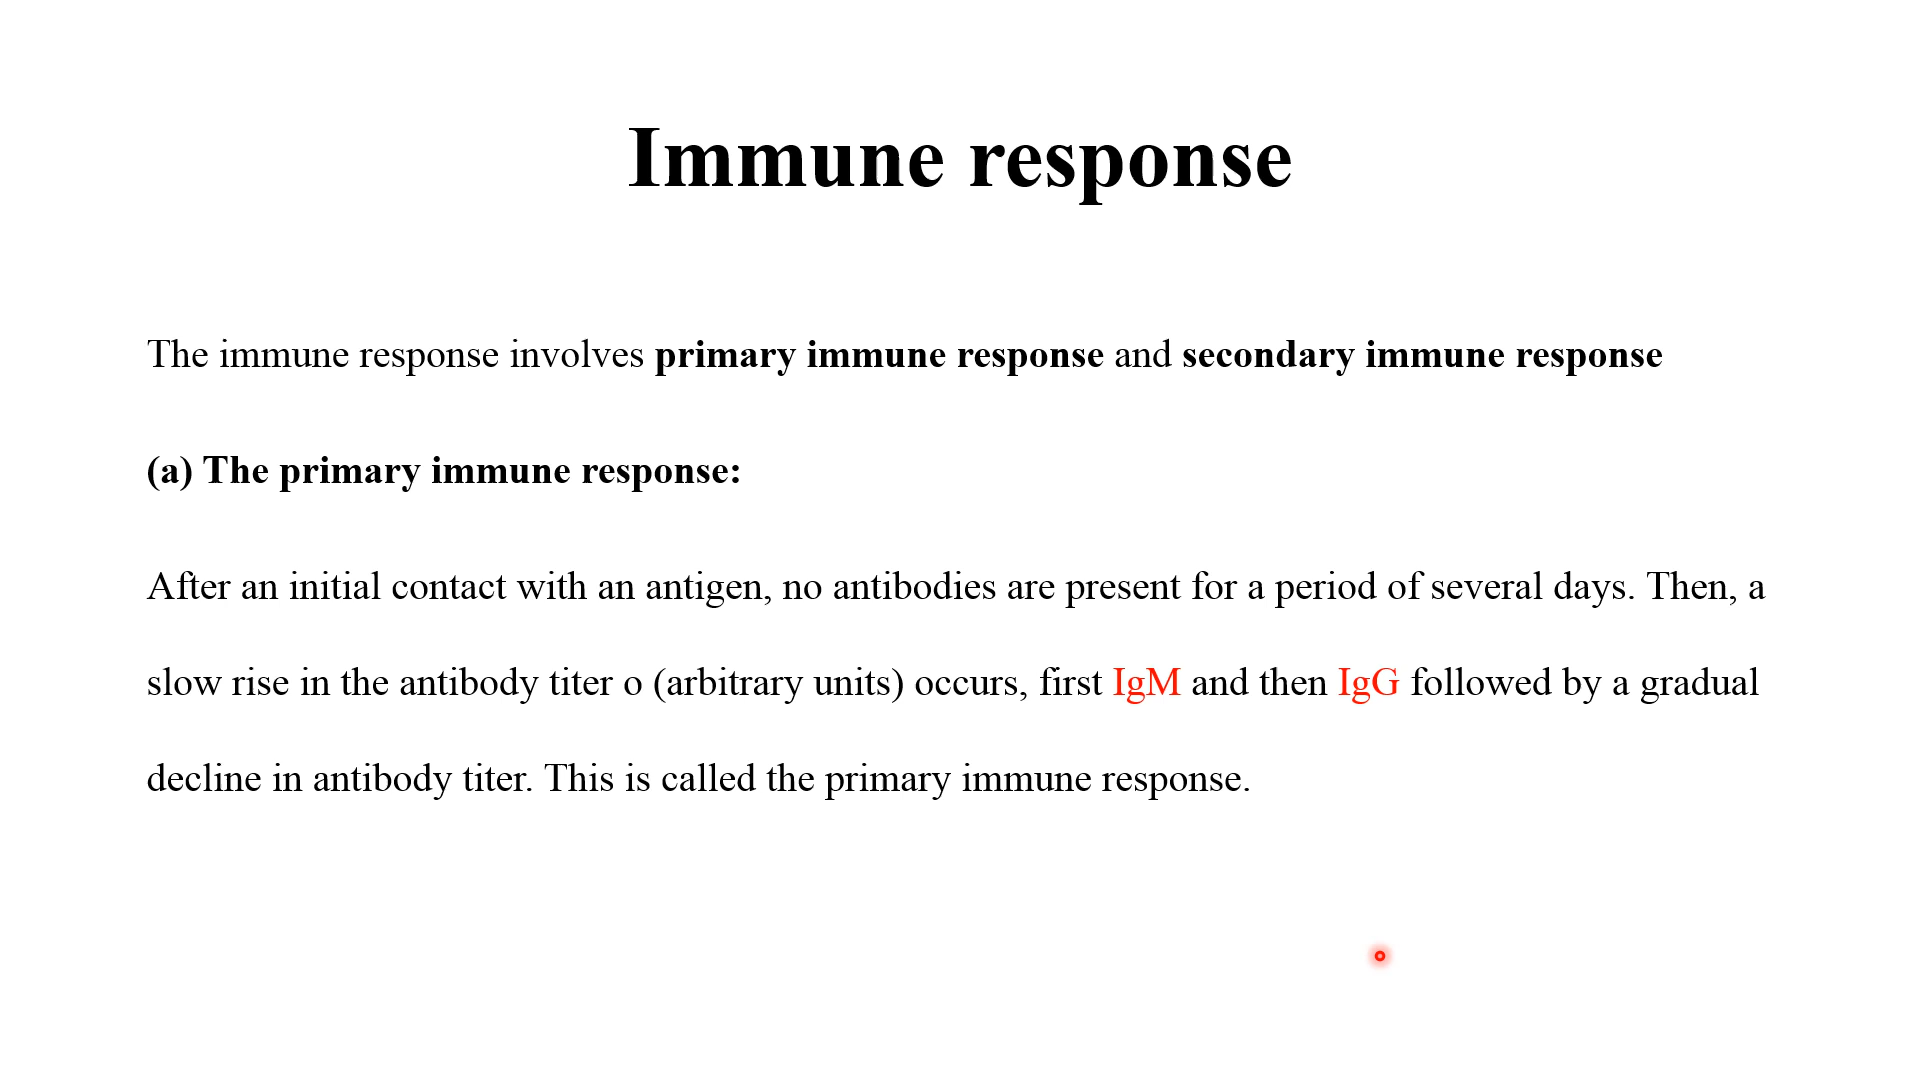 Immune response
The immune response involves primary immune response and secondary immune response
(a) The primary immune response:
After an initial contact with an antigen, no antibodies are present for a period of several days. Then, a
slow rise in the antibody titer o (arbitrary units) occurs, first IgM and then IgG followed by a gradual
decline in antibody titer. This is called the primary immune response.